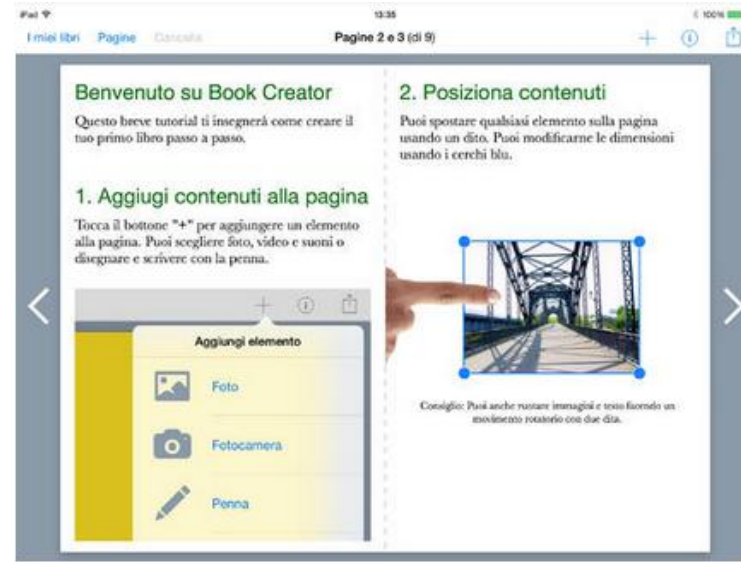 iPad
13:35
100%
I miei libri Pagine Cancella
Pagine 2 e 3 (di 9)
Benvenuto su Book Creator
Questo breve tutorial ti insegnerà come creare il
tuo primo libro passo a passo.
1. Aggiugi contenuti alla pagina
Tocca il bottone "+" per aggiungere un elemento
alla pagina. Puoi scegliere foto, video e suoni o
disegnare e scrivere con la penna.
Aggiungi elemento
Foto
Fotocamera
Penna
2. Posiziona contenuti
Puoi spostare qualsiasi elemento sulla pagina
usando un dito. Puoi modificarne le dimensioni
usando i cerchi blu.
Consiglio: Puoi anche ruotare immagini e testo facendo un
movimento rotatorio con due dita.